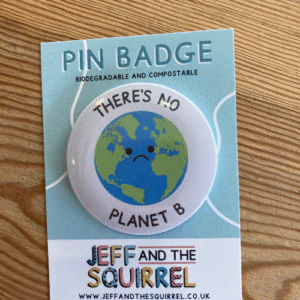 PIN BADGE
BIODEGRADABLE AND COMPOSTABLE
THERE'S NO
PLANET B
JEFF AND THE
SQUIRREL
WWW.JEFFANDTHESQUIRREL.CO.UK